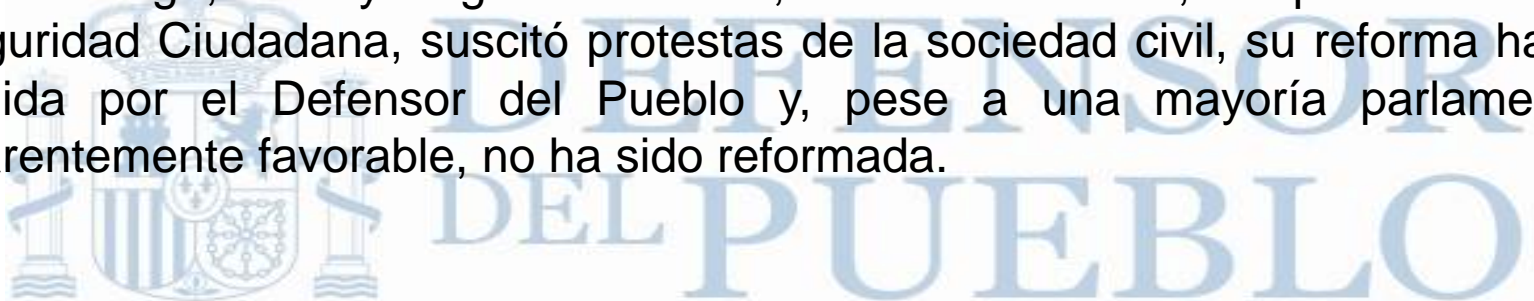 guridad Ciudadana, suscitó protestas de la sociedad civil, su reforma ha
ida por el Defensor del Pueblo y, pese a una mayoría parlame
rentemente favorable, no ha sido reformada.
DEFENSOR
DEL PUEBLO